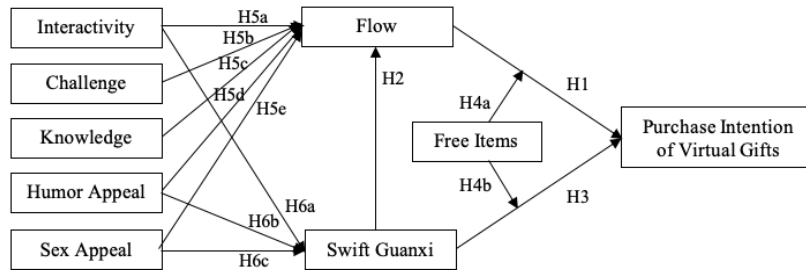 Interactivity
H5a
Flow
H5b
Challenge
H5c
H2
H1
H5d
H4a
H5e
Knowledge
Free Items
Purchase Intention
of Virtual Gifts
H4b
Humor Appeal
H6a
H3
H6b
Sex Appeal
H6c
Swift Guanxi